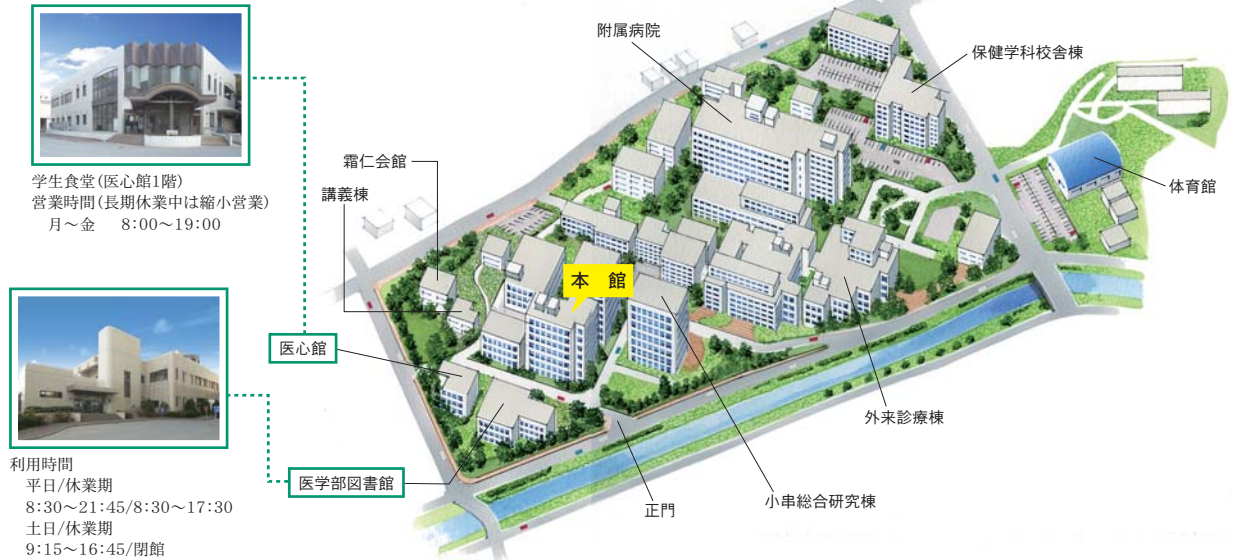 学生食堂(医心館1階)
営業時間(長期休業中は縮小営業)
月～金　8:00～19:00
利用時間
平日/休業期
8:30～21:45/8:30～17:30
土日/休業期
9:15～16:45/閉館
附属病院
保健学科校舎棟
体育館
霜仁会館
講義棟
本　館
医心館
外来診療棟
医学部図書館
正門
小串総合研究棟